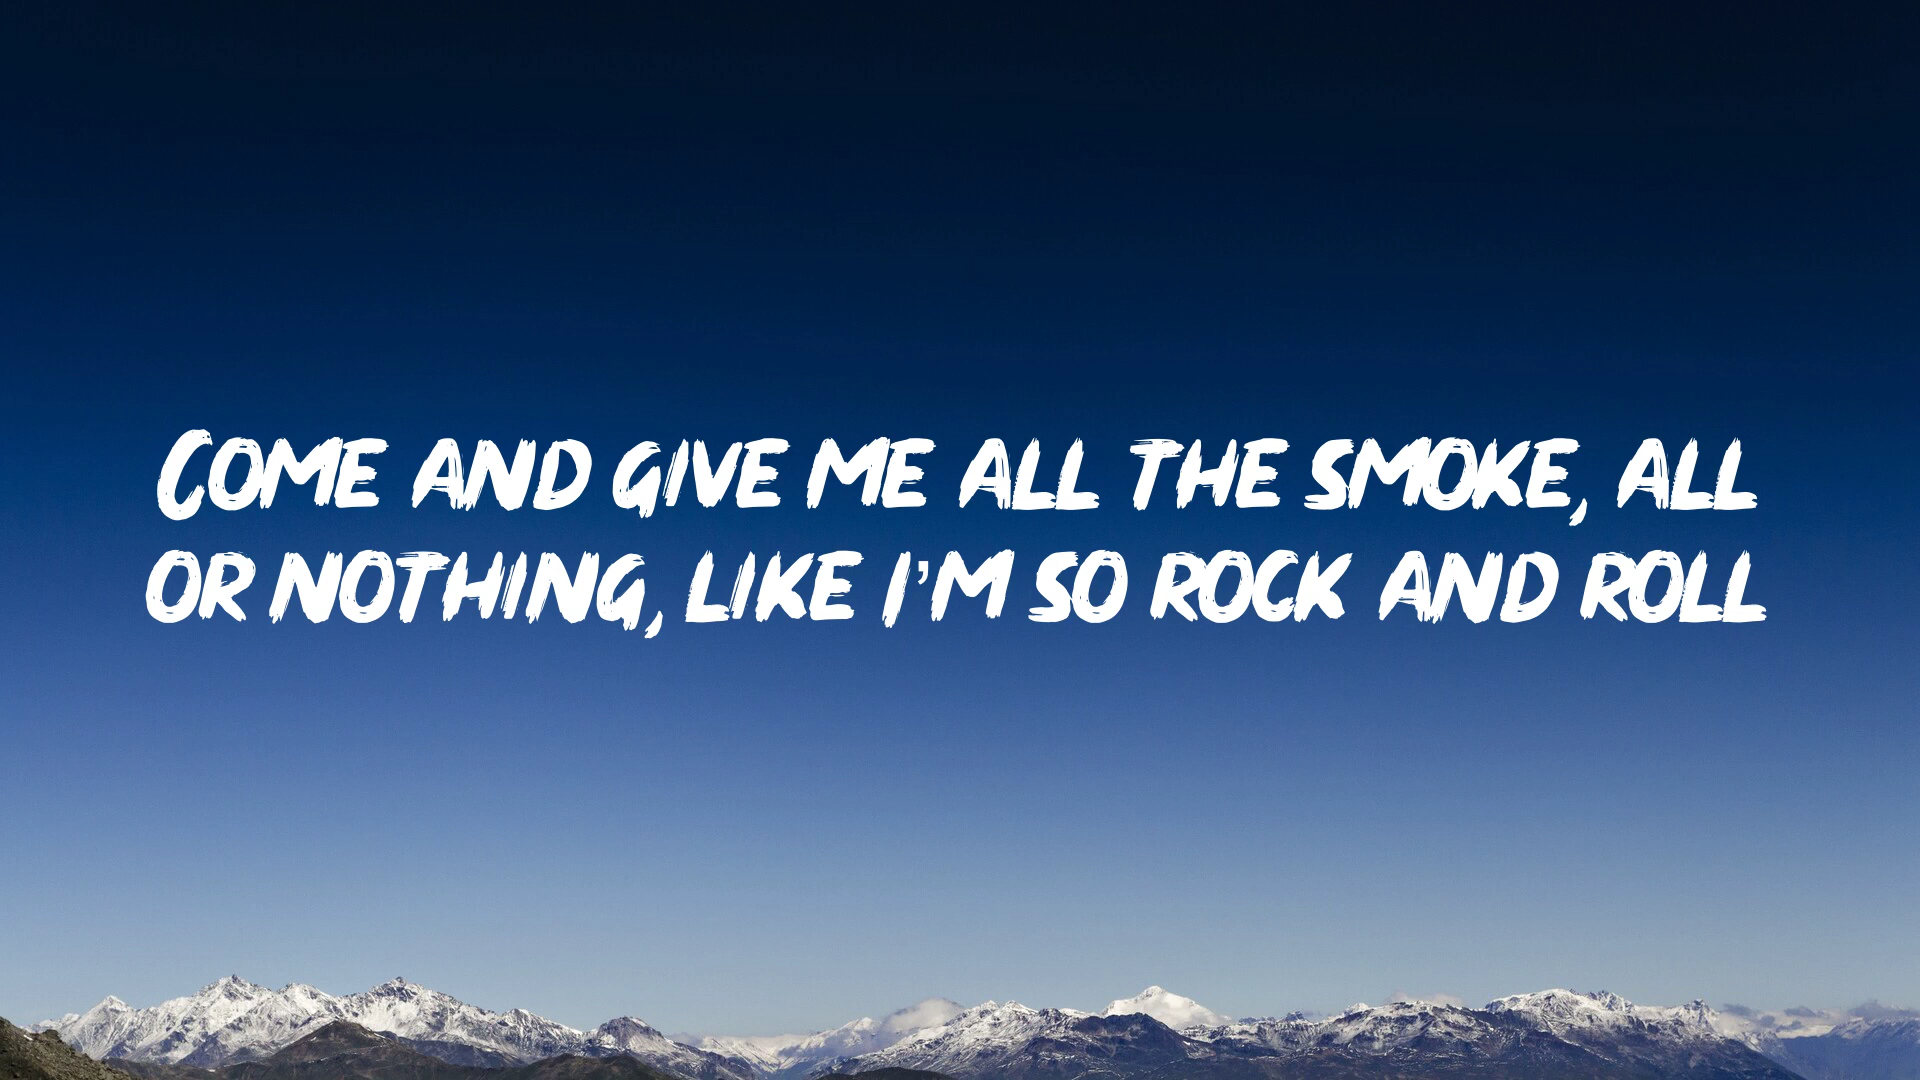 Come and give me all the smoke, all
or nothing, like I'm so rock and roll